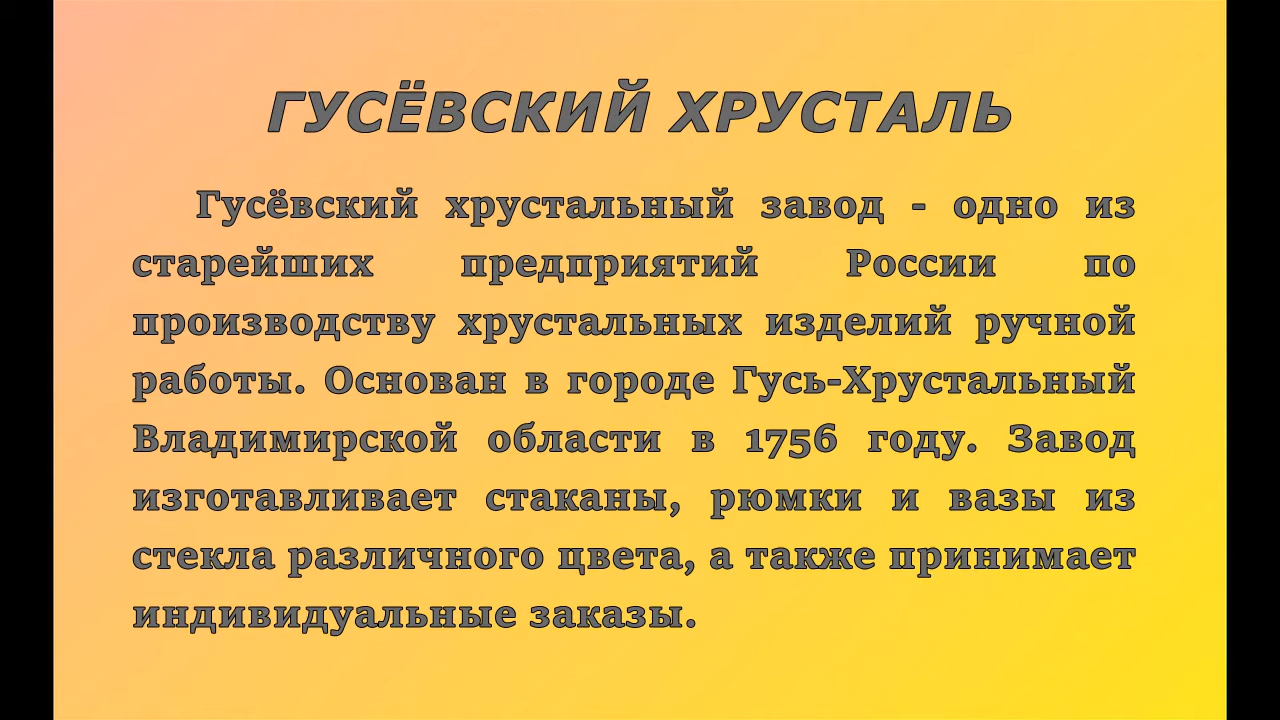 ГУСЁВСКИЙ ХРУСТАЛЬ
Гусёвский хрустальный завод - одно из
старейших предприятий России по
производству хрустальных изделий ручной
работы. Основан в городе Гусь-Хрустальный
Владимирской области в 1756 году. Завод
изготавливает стаканы, рюмки и вазы из
стекла различного цвета, а также принимает
индивидуальные заказы.